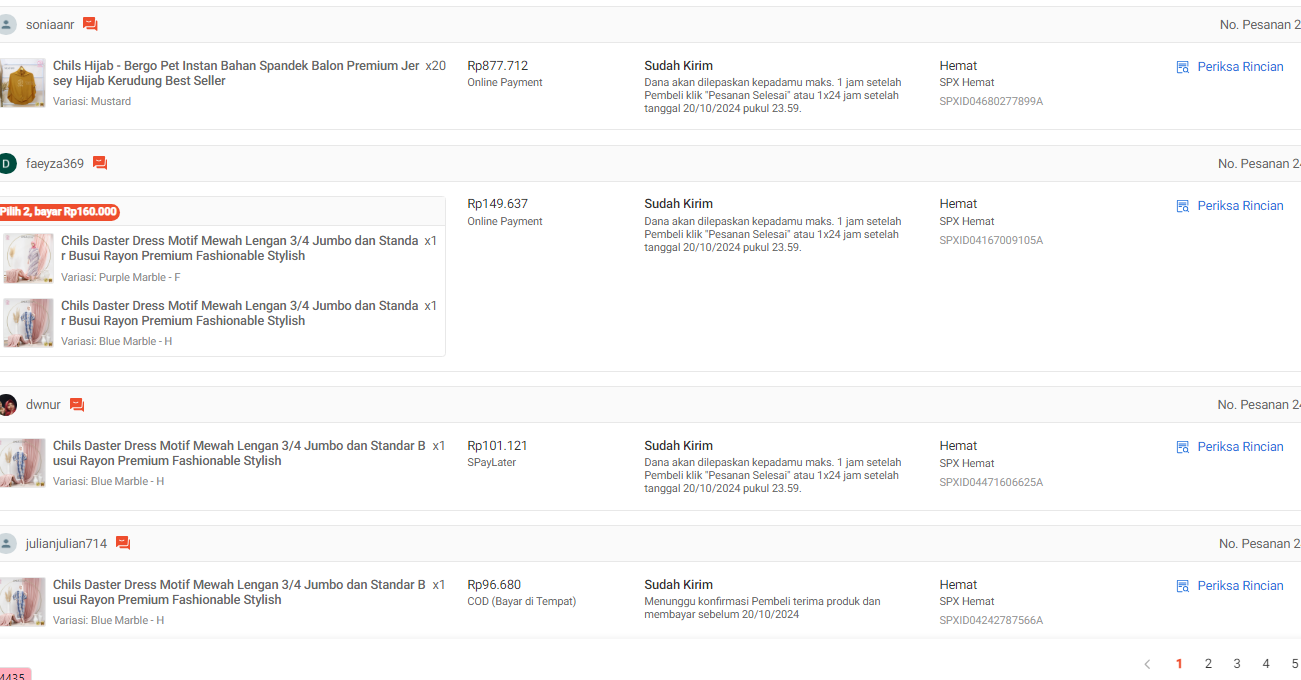 soniaanr
No. Pesanan 2
Chils Hijab - Bergo Pet Instan Bahan Spandek Balon Premium Jer x20
sey Hijab Kerudung Best Seller
Variasi: Mustard
Rp877.712
Online Payment
Sudah Kirim
Dana akan dilepaskan kepadamu maks. 1 jam setelah
Pembeli klik "Pesanan Selesai" atau 1x24 jam setelah
tanggal 20/10/2024 pukul 23.59.
Hemat
SPX Hemat
SPXID04680277899A
Periksa Rincian
D
faeyza369
No. Pesanan 24
Pilih 2, bayar Rp160.000
Chils Daster Dress Motif Mewah Lengan 3/4 Jumbo dan Standa x1
r Busui Rayon Premium Fashionable Stylish
Variasi: Purple Marble - F
Chils Daster Dress Motif Mewah Lengan 3/4 Jumbo dan Standa x1
r Busui Rayon Premium Fashionable Stylish
Variasi: Blue Marble - H
Rp149.637
Online Payment
Sudah Kirim
Dana akan dilepaskan kepadamu maks. 1 jam setelah
Pembeli klik "Pesanan Selesai" atau 1x24 jam setelah
tanggal 20/10/2024 pukul 23.59.
Hemat
SPX Hemat
SPXID04167009105A
Periksa Rincian
dwnur
No. Pesanan 24
Chils Daster Dress Motif Mewah Lengan 3/4 Jumbo dan Standar B x1
usui Rayon Premium Fashionable Stylish
Variasi: Blue Marble - H
Rp101.121
SPayLater
Sudah Kirim
Dana akan dilepaskan kepadamu maks. 1 jam setelah
Pembeli klik "Pesanan Selesai" atau 1x24 jam setelah
tanggal 20/10/2024 pukul 23.59.
Hemat
SPX Hemat
SPXID04471606625A
Periksa Rincian
julianjulian714
No. Pesanan 2
Chils Daster Dress Motif Mewah Lengan 3/4 Jumbo dan Standar B x1
usui Rayon Premium Fashionable Stylish
Variasi: Blue Marble - H
Rp96.680
COD (Bayar di Tempat)
Sudah Kirim
Menunggu konfirmasi Pembeli terima produk dan
membayar sebelum 20/10/2024
Hemat
SPX Hemat
SPXID04242787566A
Periksa Rincian
1 2 3 4 5
4435